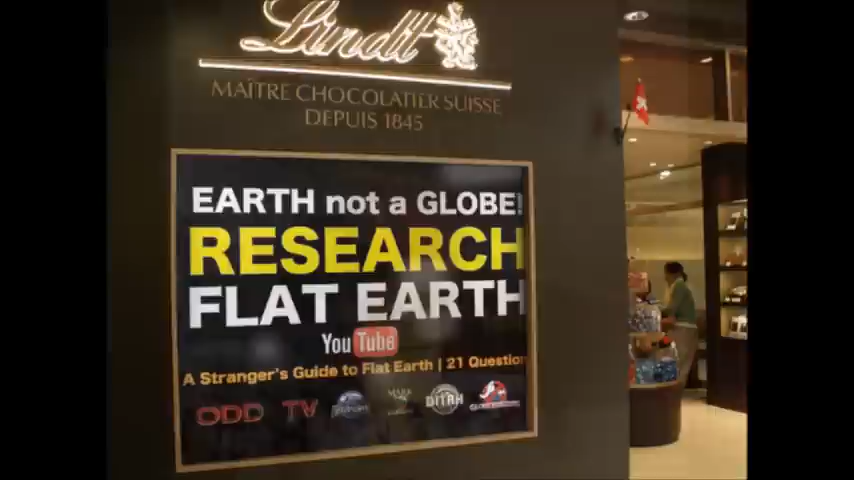 Lindt
MAÎTRE CHOCOLATIER SUISSE
DEPUIS 1845
EARTH not a GLOBE!
RESEARCH
FLAT EARTH
YouTube
A Stranger's Guide to Flat Earth | 21 Question
ODD TV
DITRH